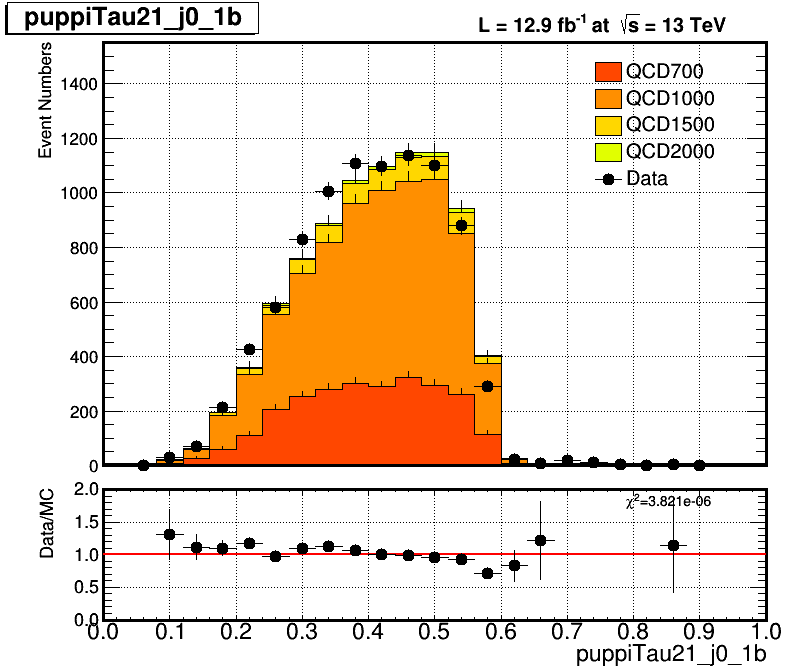 puppiTau21_j0_1b
L = 12.9 fb⁻¹ at √s = 13 TeV
Event Numbers
1400
1200
1000
800
600
400
200
0
QCD700
QCD1000
QCD1500
QCD2000
Data
Data/MC
2.0
1.5
1.0
0.5
0.0
χ²=3.821e-06
0.0 0.1 0.2 0.3 0.4 0.5 0.6 0.7 0.8 0.9 1.0
puppiTau21_j0_1b